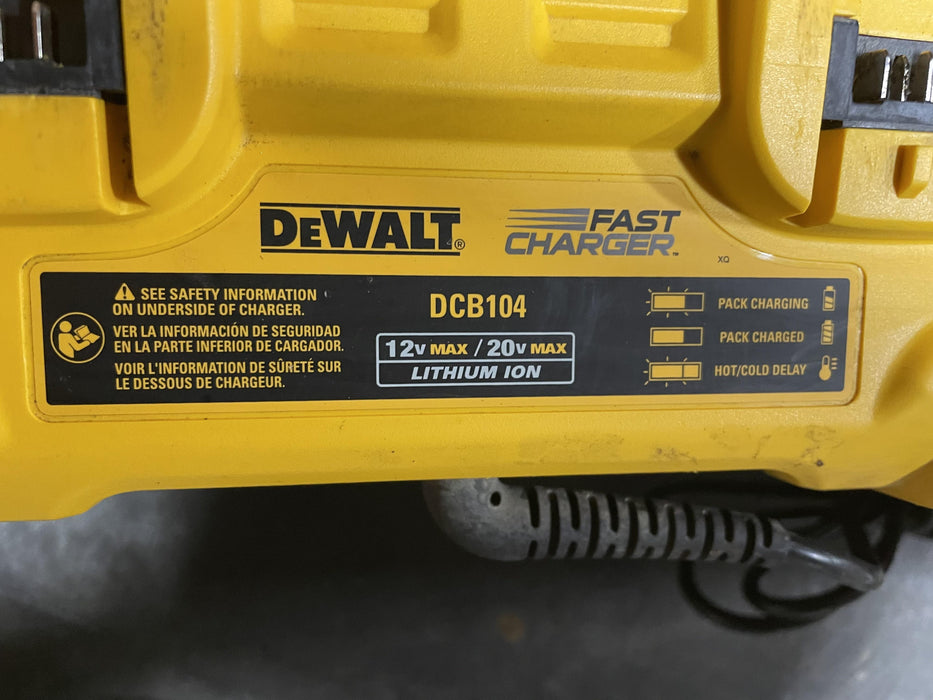 DEWALT®
FAST
CHARGER™
XQ
SEE SAFETY INFORMATION
ON UNDERSIDE OF CHARGER.
VER LA INFORMACIÓN DE SEGURIDAD
EN LA PARTE INFERIOR DE CARGADOR.
VOIR L'INFORMATION DE SÛRETÉ SUR
LE DESSOUS DE CHARGEUR.
DCB104
12V MAX / 20V MAX
LITHIUM ION
PACK CHARGING
PACK CHARGED
HOT/COLD DELAY